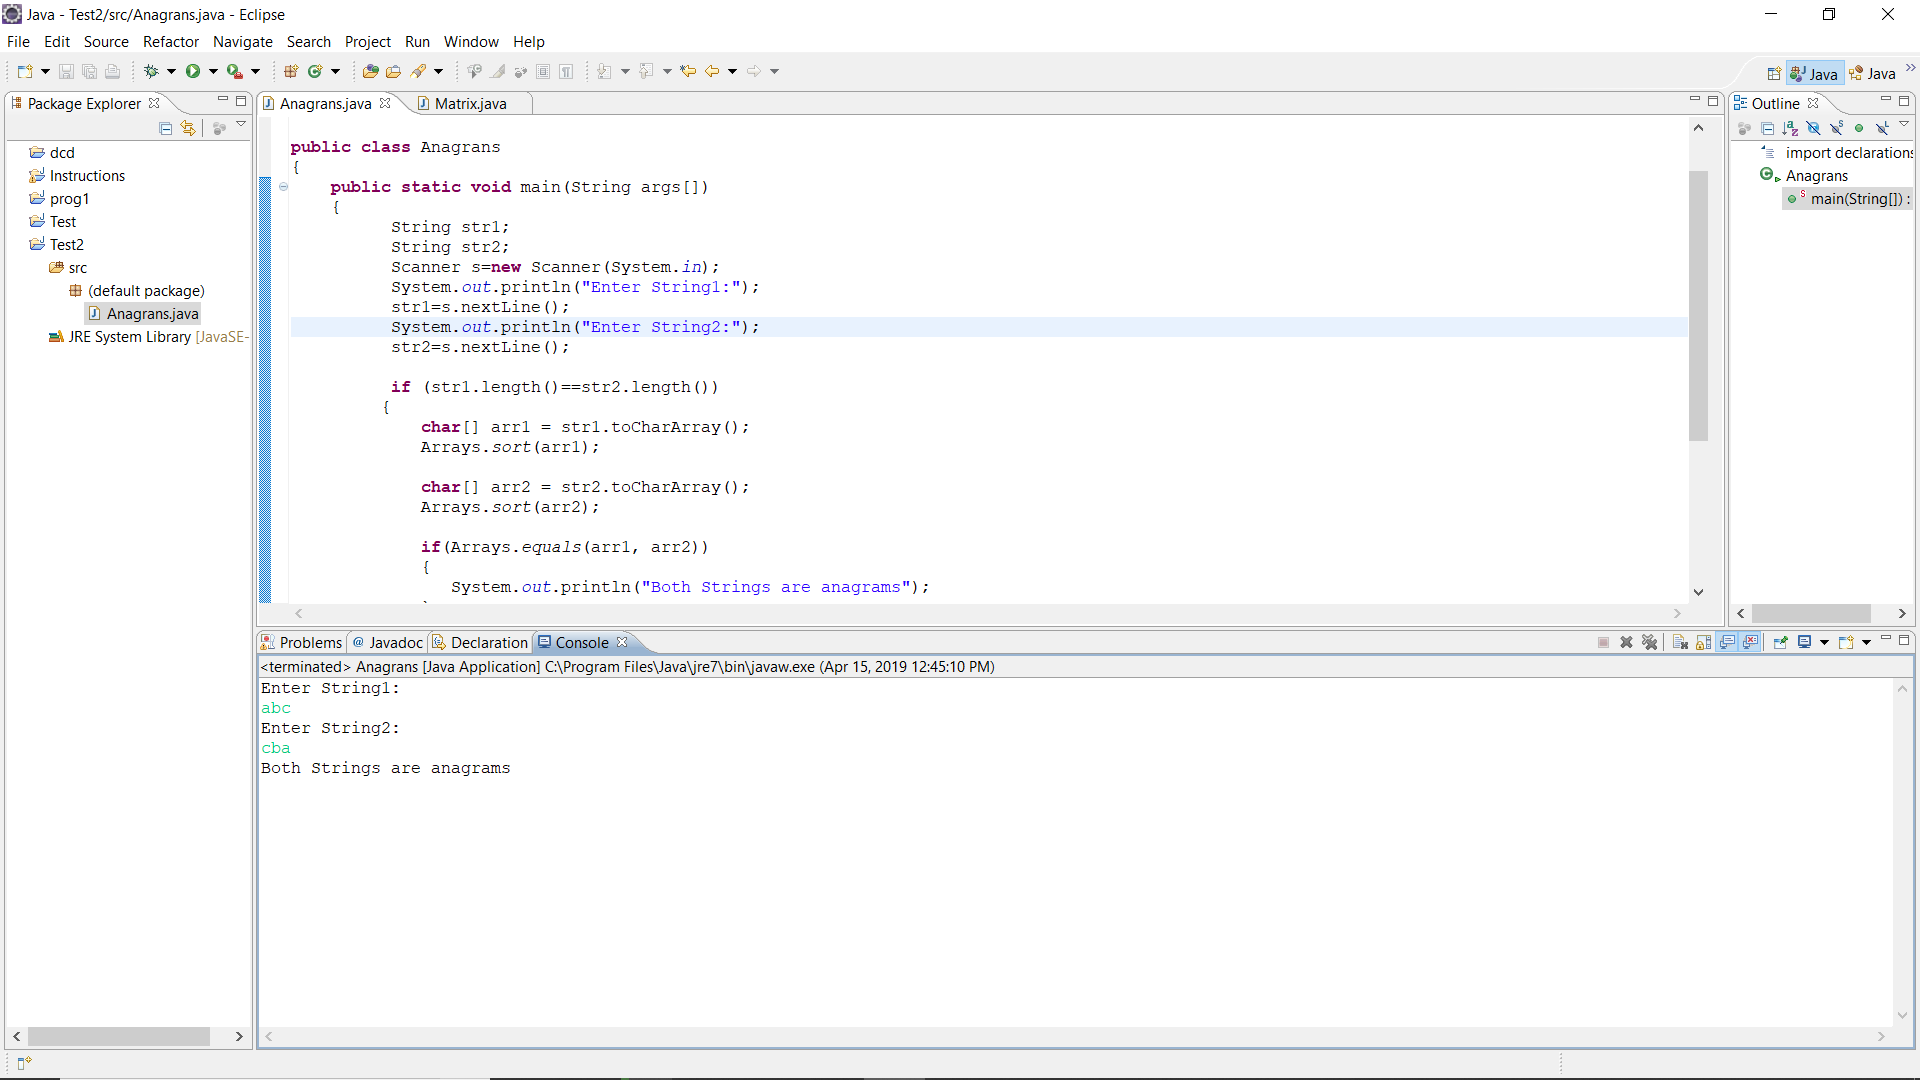 Java - Test2/src/Anagrans.java - Eclipse
File Edit Source Refactor Navigate Search Project Run Window Help
Java Java
Package Explorer
dcd
Instructions
prog1
Test
Test2
src
(default package)
Anagrans.java
JRE System Library [JavaSE-
Anagrans.java Matrix.java
public class Anagrans
{
public static void main(String args[])
{
String str1;
String str2;
Scanner s=new Scanner(System.in);
System.out.println("Enter String1:");
str1=s.nextLine();
System.out.println("Enter String2:");
str2=s.nextLine();
if (str1.length()==str2.length())
{
char[] arr1 = str1.toCharArray();
Arrays.sort(arr1);
char[] arr2 = str2.toCharArray();
Arrays.sort(arr2);
if(Arrays.equals(arr1, arr2))
{
System.out.println("Both Strings are anagrams");
Outline
import declarations
Anagrans
main(String[]) :
Problems Javadoc Declaration Console
<terminated> Anagrans [Java Application] C:\Program Files\Java\jre7\bin\javaw.exe (Apr 15, 2019 12:45:10 PM)
Enter String1:
abc
Enter String2:
cba
Both Strings are anagrams